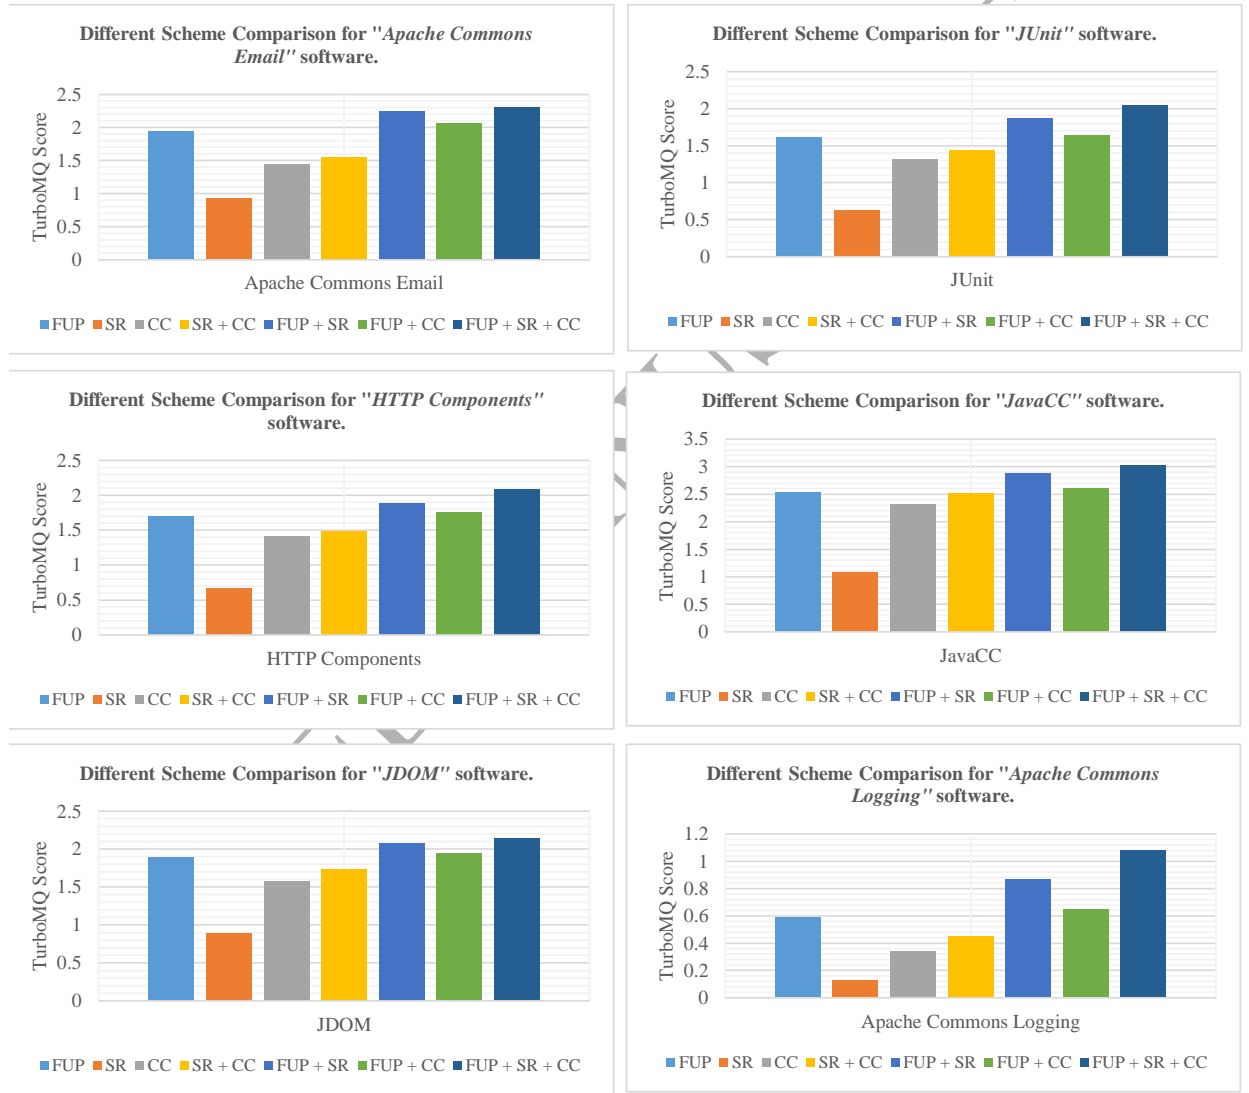 Different Scheme Comparison for "Apache Commons
Email" software.
TurboMQ Score
2.5
2
1.5
1
0.5
0
Apache Commons Email
FUP SR CC SR + CC FUP + SR FUP + CC FUP + SR + CC
Different Scheme Comparison for "JUnit" software.
TurboMQ Score
2.5
2
1.5
1
0.5
0
JUnit
FUP SR CC SR + CC FUP + SR FUP + CC FUP + SR + CC
Different Scheme Comparison for "HTTP Components"
software.
TurboMQ Score
2.5
2
1.5
1
0.5
0
HTTP Components
FUP SR CC SR + CC FUP + SR FUP + CC FUP + SR + CC
Different Scheme Comparison for "JavaCC" software.
TurboMQ Score
3.5
3
2.5
2
1.5
1
0.5
0
JavaCC
FUP SR CC SR + CC FUP + SR FUP + CC FUP + SR + CC
Different Scheme Comparison for "JDOM" software.
TurboMQ Score
2.5
2
1.5
1
0.5
0
JDOM
FUP SR CC SR + CC FUP + SR FUP + CC FUP + SR + CC
Different Scheme Comparison for "Apache Commons
Logging" software.
TurboMQ Score
1.2
1
0.8
0.6
0.4
0.2
0
Apache Commons Logging
FUP SR CC SR + CC FUP + SR FUP + CC FUP + SR + CC